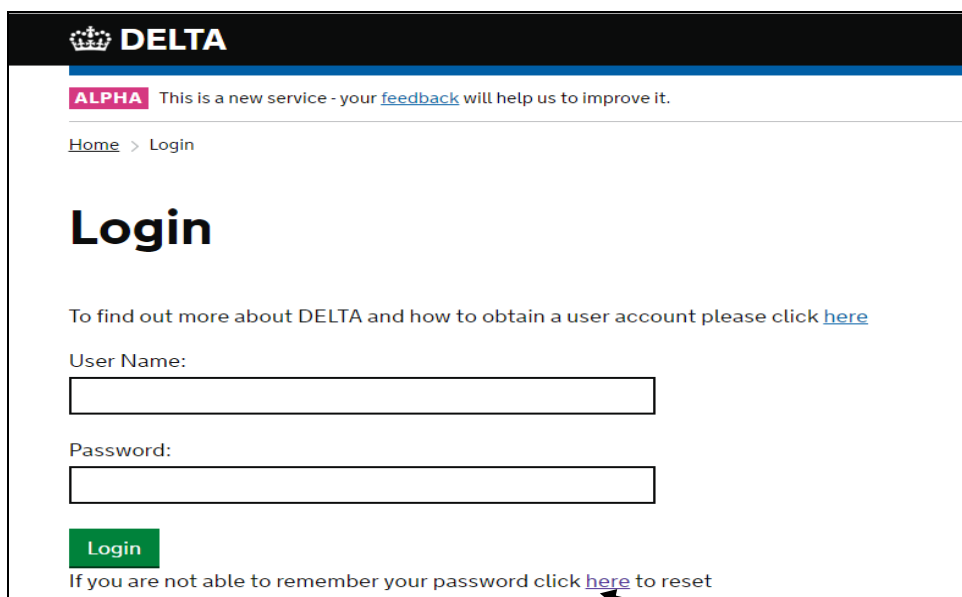 DELTA
ALPHA This is a new service - your feedback will help us to improve it.
Home > Login
Login
To find out more about DELTA and how to obtain a user account please click here
User Name:
Password:
Login
If you are not able to remember your password click here to reset